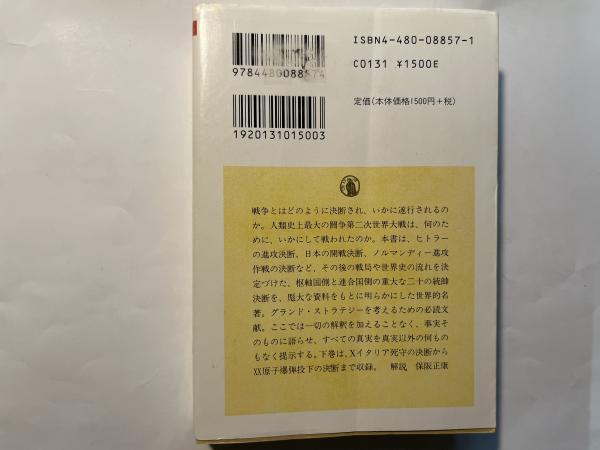 ISBN4-480-08857-1
C0131 ¥1500E
9784480088574
定価(本体価格1500円+税)
1920131015003
戦争とはどのように決断され、いかに遂行されるの
か。人類史上最大の闘争第二次世界大戦は、何のた
めに、いかにして戦われたのか。本書は、ヒトラー
の進攻決断、日本の開戦決断、ノルマンディー進攻
作戦の決断など、その後の戦局や世界史の流れを決
定づけた、枢軸国側と連合国側の重大な二十の統帥
決断を、厖大な資料をもとに明らかにした世界的名
著。グランド・ストラテジーを考えるための必読文
献。ここでは一切の解釈を加えることなく、事実そ
のものに語らせ、すべての真実を真実以外の何もの
もなく提示する。下巻は、Xイタリア死守の決断から
XX原子爆弾投下の決断まで収録。 解説 保阪正康